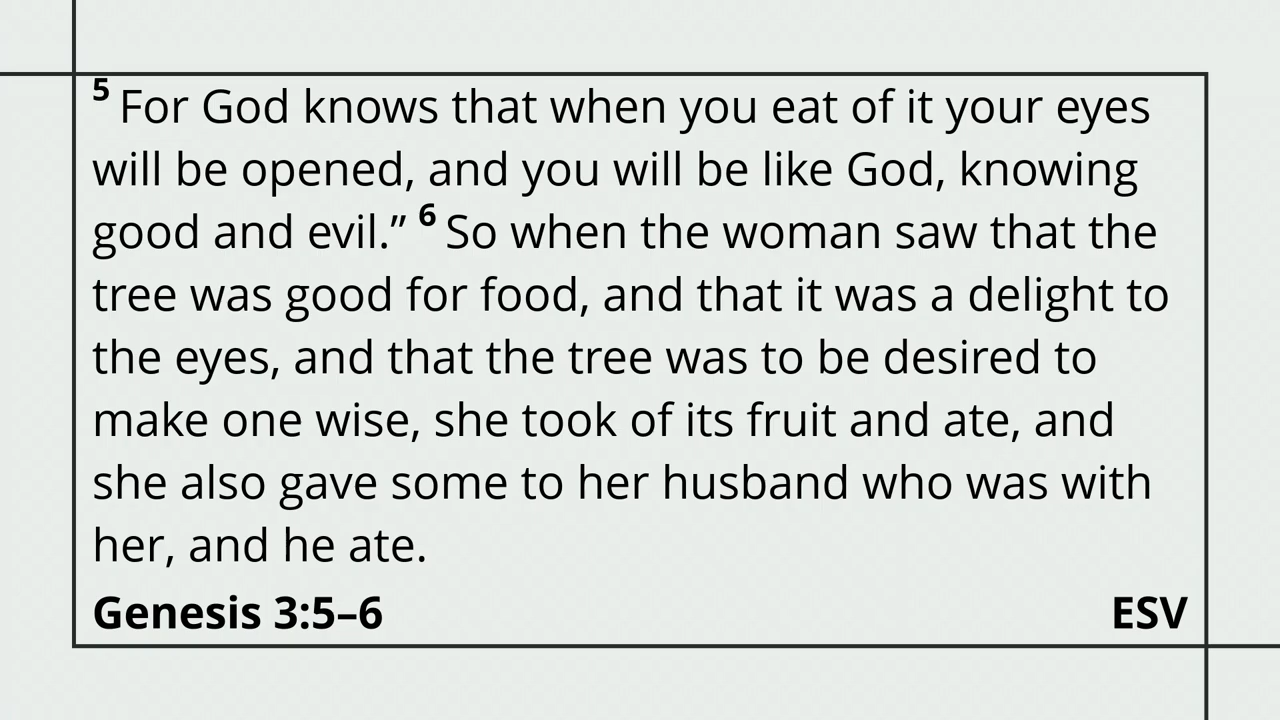 5 For God knows that when you eat of it your eyes
will be opened, and you will be like God, knowing
good and evil.” 6 So when the woman saw that the
tree was good for food, and that it was a delight to
the eyes, and that the tree was to be desired to
make one wise, she took of its fruit and ate, and
she also gave some to her husband who was with
her, and he ate.
Genesis 3:5–6 ESV